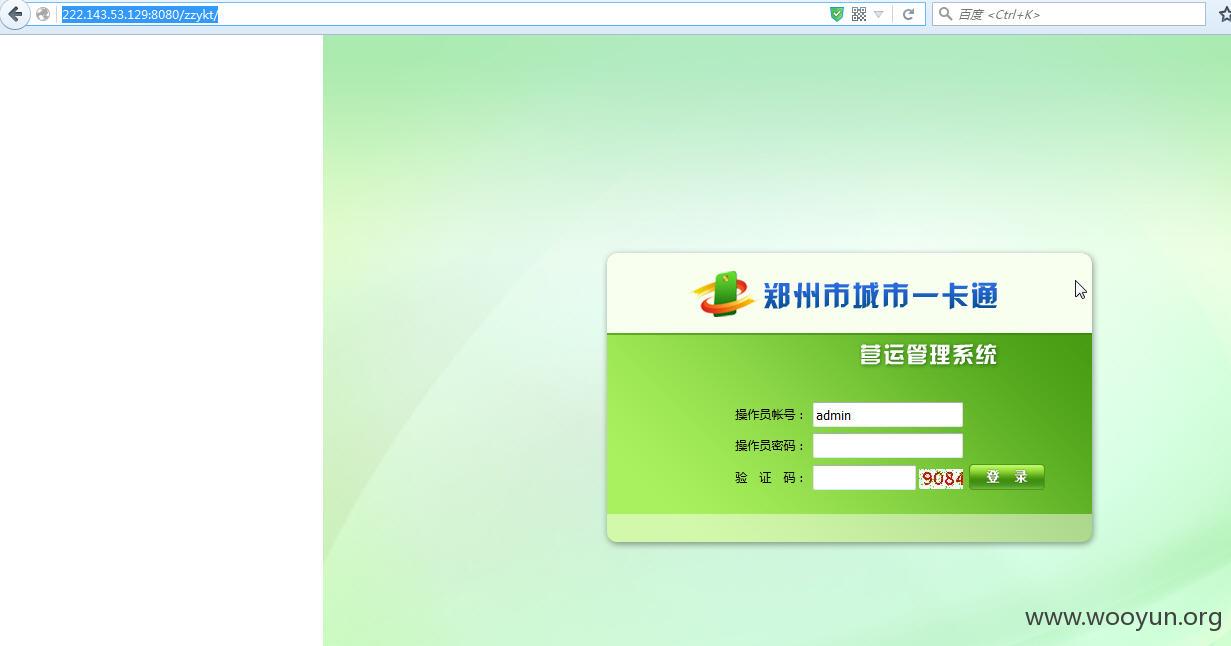 222.143.53.129:8080/zzykt/
百度 <Ctrl+K>
郑州市城市一卡通
营运管理系统
操作员帐号： admin
操作员密码：
验 证 码： 9084 登 录
www.wooyun.org